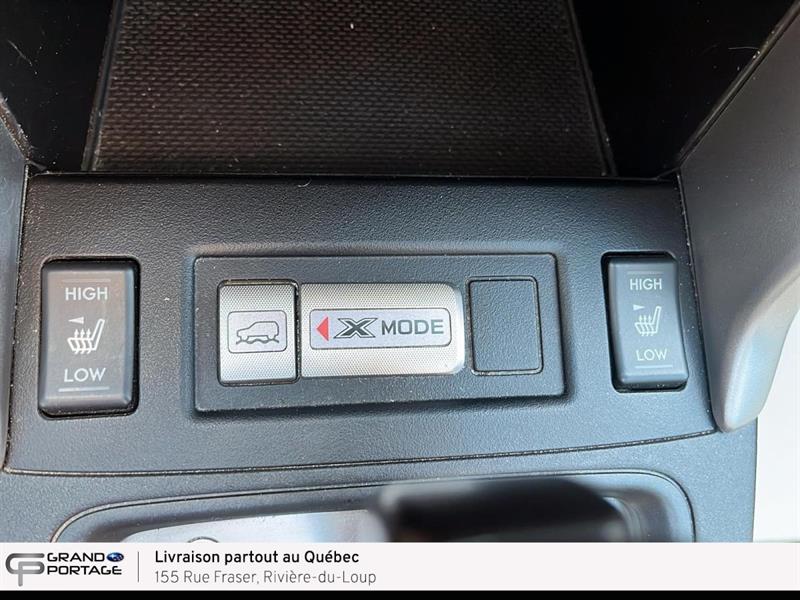 HIGH
LOW
X MODE
HIGH
LOW
GRAND
PORTAGE
Livraison partout au Québec
155 Rue Fraser, Rivière-du-Loup